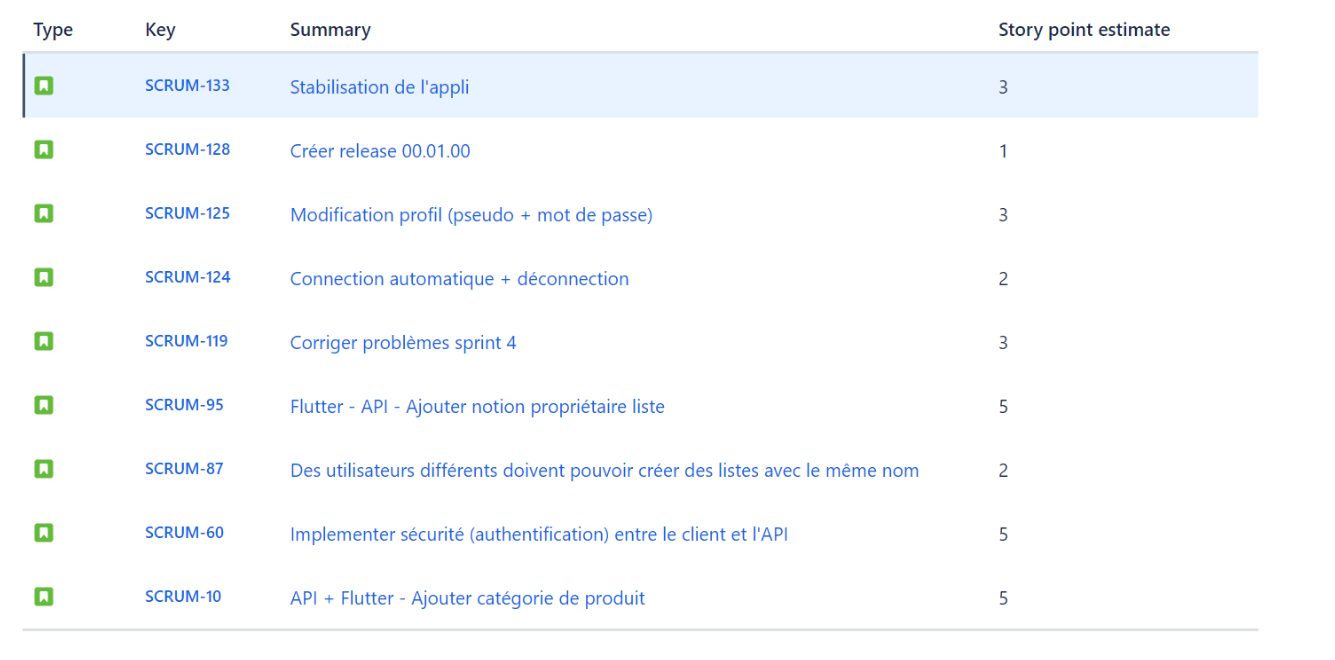 Type Key Summary Story point estimate
SCRUM-133 Stabilisation de l'appli 3
SCRUM-128 Créer release 00.01.00 1
SCRUM-125 Modification profil (pseudo + mot de passe) 3
SCRUM-124 Connection automatique + déconnection 2
SCRUM-119 Corriger problèmes sprint 4 3
SCRUM-95 Flutter - API - Ajouter notion propriétaire liste 5
SCRUM-87 Des utilisateurs différents doivent pouvoir créer des listes avec le même nom 2
SCRUM-60 Implementer sécurité (authentification) entre le client et l'API 5
SCRUM-10 API + Flutter - Ajouter catégorie de produit 5